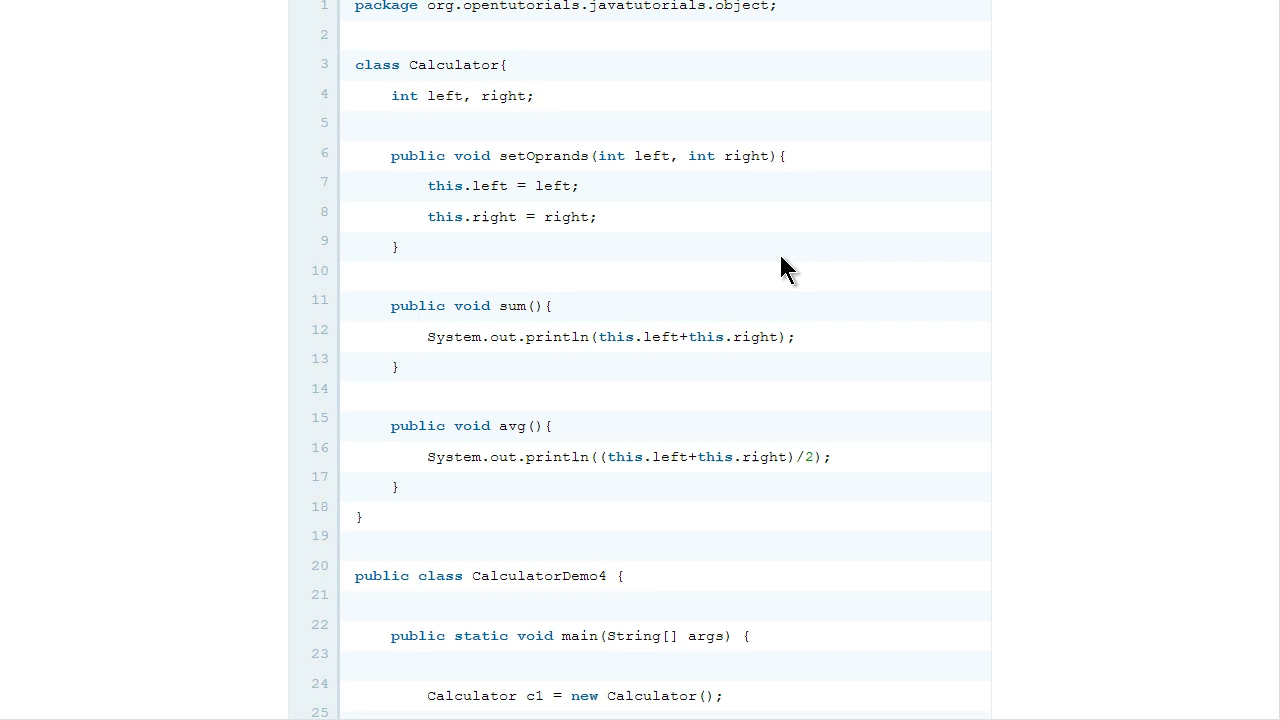 1 package org.opentutorials.javatutorials.object;
2
3 class Calculator{
4     int left, right;
5
6     public void setOprands(int left, int right){
7         this.left = left;
8         this.right = right;
9     }
10
11     public void sum(){
12         System.out.println(this.left+this.right);
13     }
14
15     public void avg(){
16         System.out.println((this.left+this.right)/2);
17     }
18 }
19
20 public class CalculatorDemo4 {
21
22     public static void main(String[] args) {
23
24         Calculator c1 = new Calculator();
25